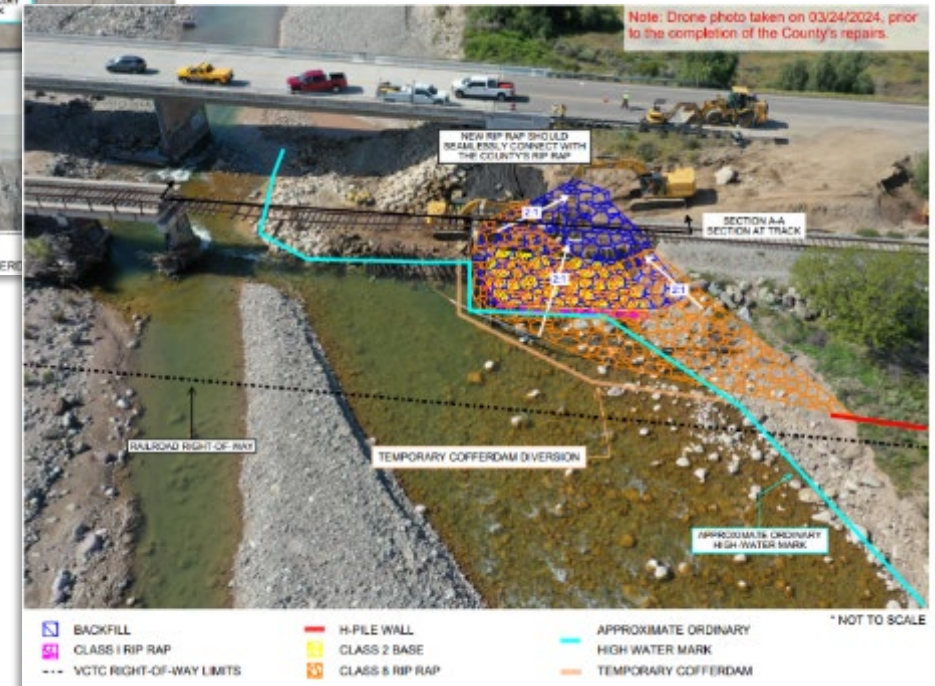 Note: Drone photo taken on 03/24/2024, prior
to the completion of the County's repairs.
NEW RIP RAP SHOULD
SEAMLESSLY CONNECT WITH
THE COUNTY'S RIP RAP
2:1
SECTION A-A
SECTION AT TRACK
2:1
2:1
RAILROAD RIGHT-OF-WAY
TEMPORARY COFFERDAM DIVERSION
APPROXIMATE ORDINARY
HIGH-WATER MARK
* NOT TO SCALE
BACKFILL
H-PILE WALL
APPROXIMATE ORDINARY
CLASS I RIP RAP
CLASS 2 BASE
HIGH WATER MARK
VCTC RIGHT-OF-WAY LIMITS
CLASS 8 RIP RAP
TEMPORARY COFFERDAM